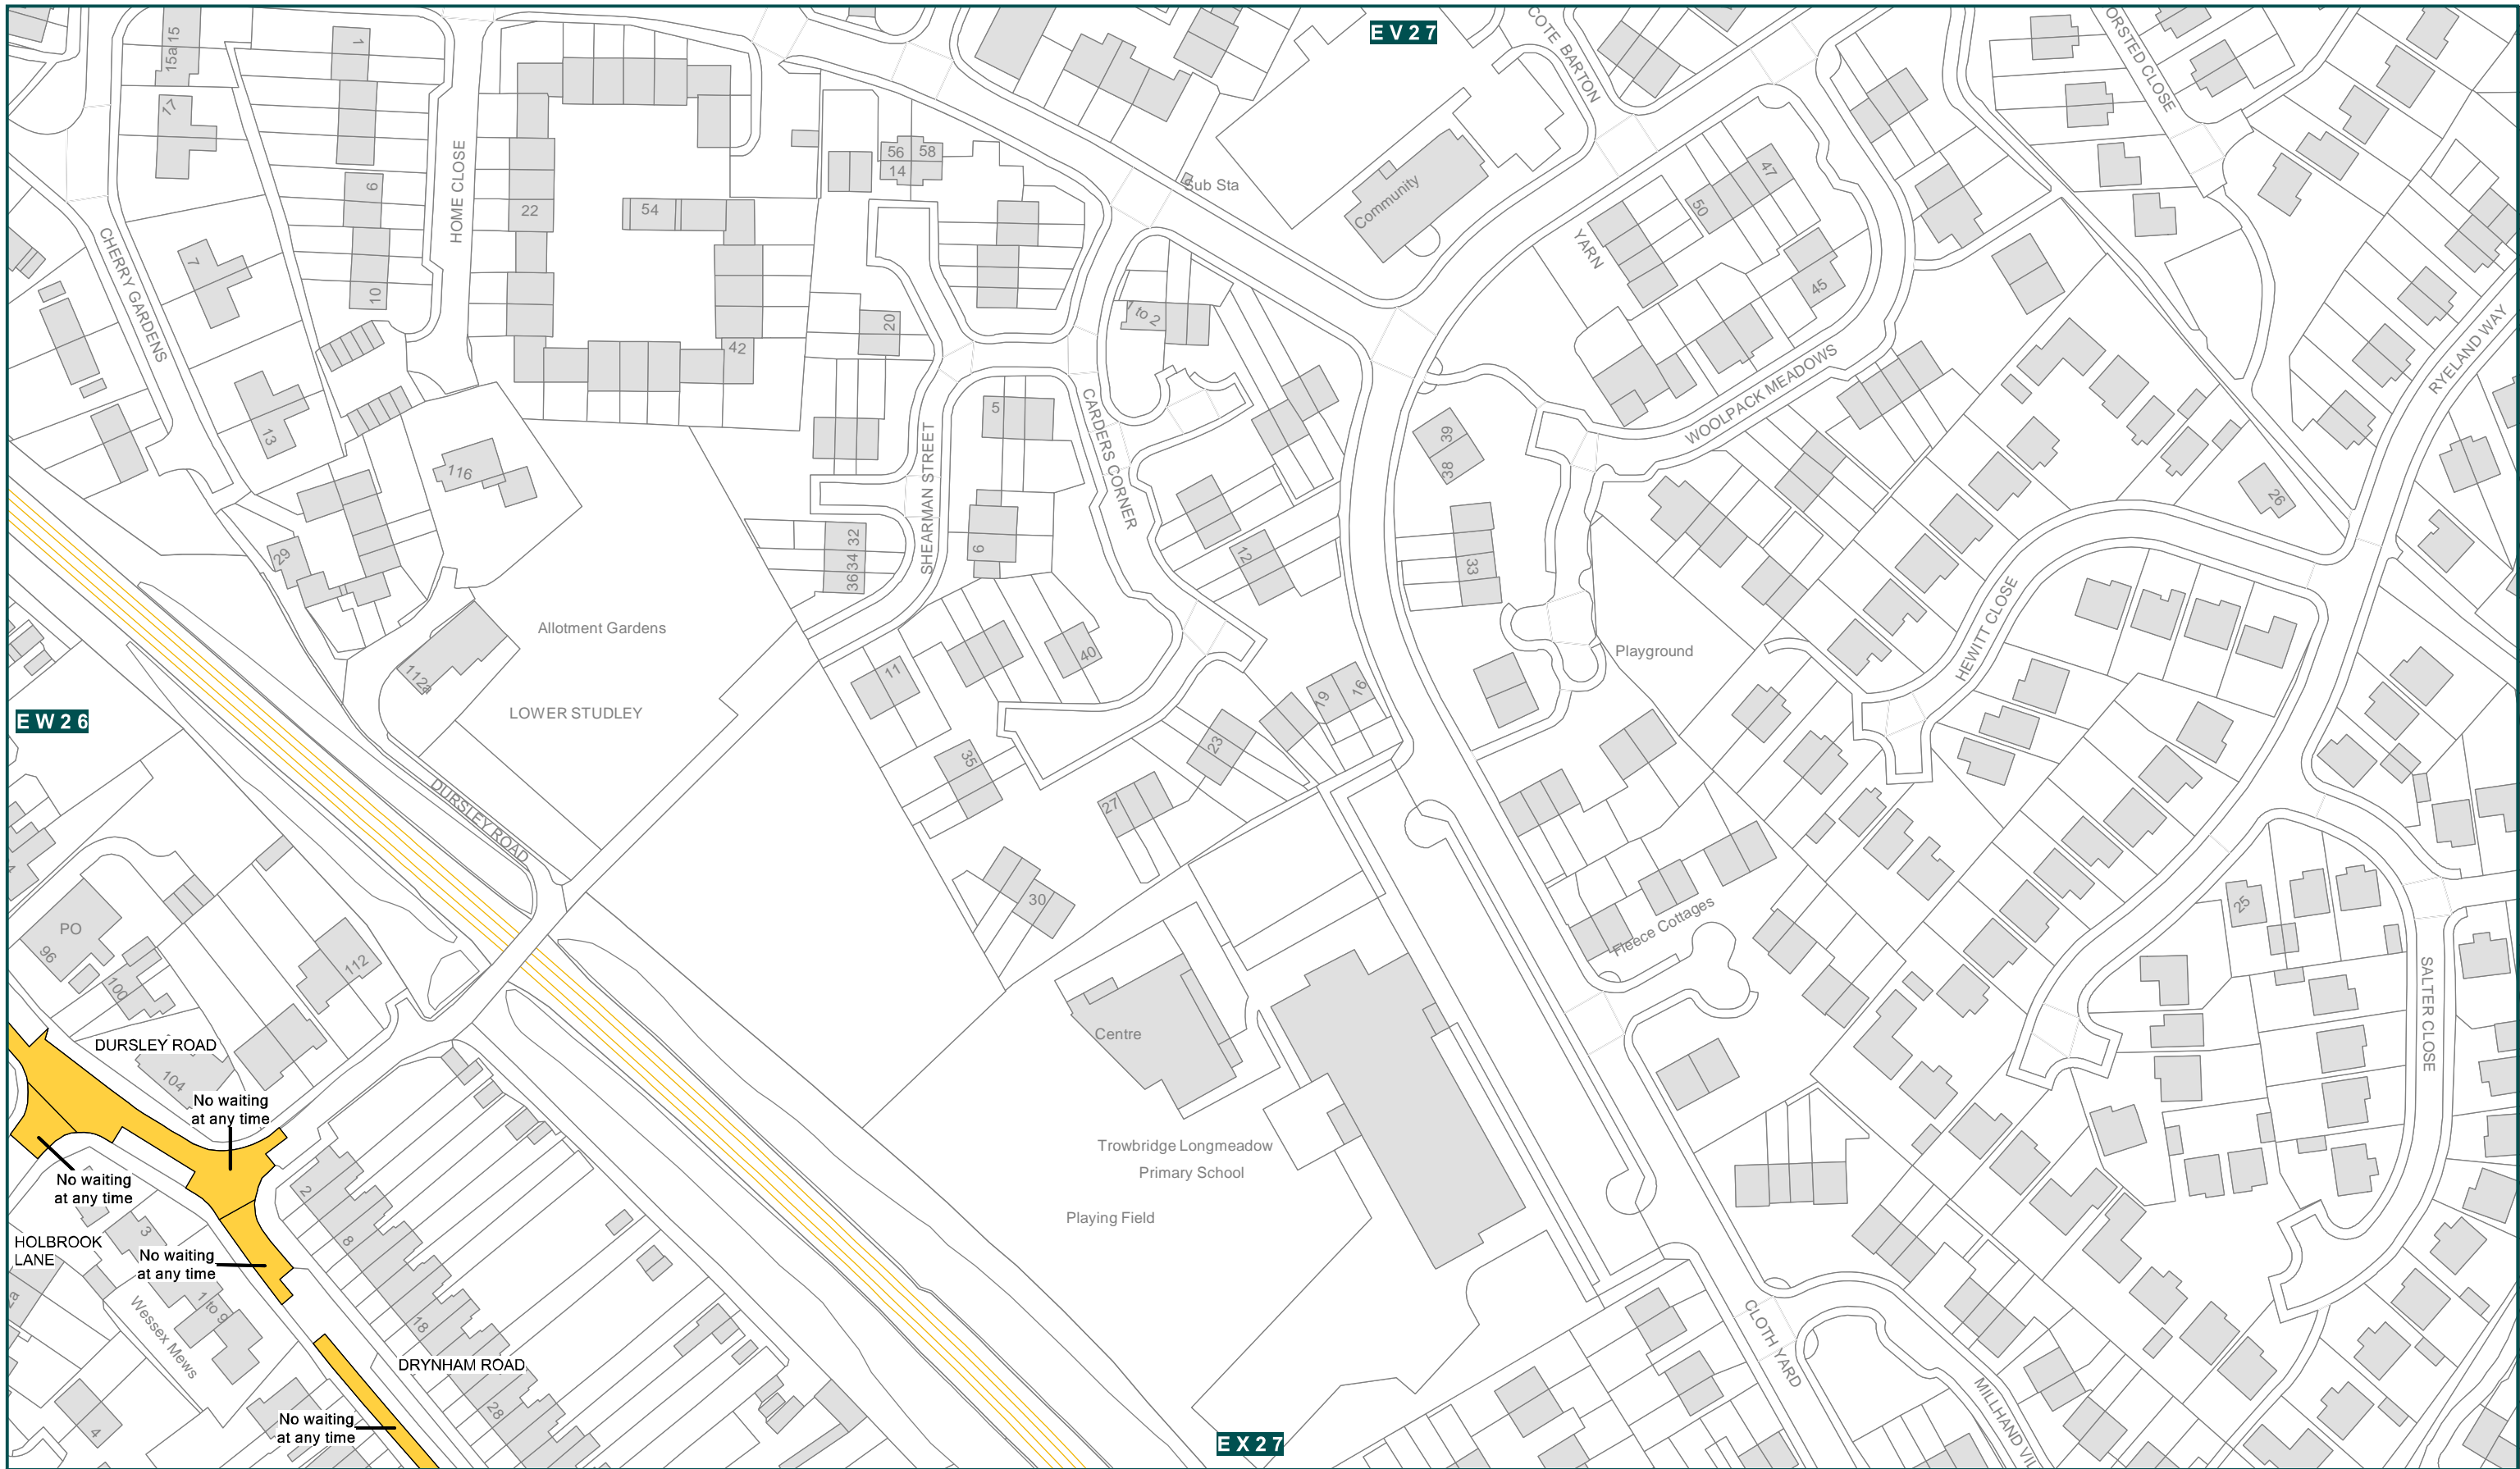 EV27
COTE BARTON
ORSTED CLOSE
15a 15
1
17
HOME CLOSE
56 58
14
Sub Sta
Community
47
50
6
22
54
YARN
CHERRY GARDENS
7
10
20
1 to 2
45
RYELAND WAY
42
WOOLPACK MEADOWS
5
CARDERS CORNER
13
39
38
116
SHEARMAN STREET
26
29
32
34
36
6
12
33
HEWITT CLOSE
Allotment Gardens
Playground
11
40
112a
LOWER STUDLEY
19
16
EW26
23
35
DURSLEY ROAD
27
30
25
Fleece Cottages
PO
96
100
112
SALTER CLOSE
Centre
DURSLEY ROAD
104
No waiting
at any time
Trowbridge Longmeadow
Primary School
No waiting
at any time
2
Playing Field
3
8
HOLBROOK
LANE
No waiting
at any time
1 to 9
Wessex Mews
18
CLOTH YARD
DRYNHAM ROAD
28
MILLHAND VIL
4
No waiting
at any time
EX27